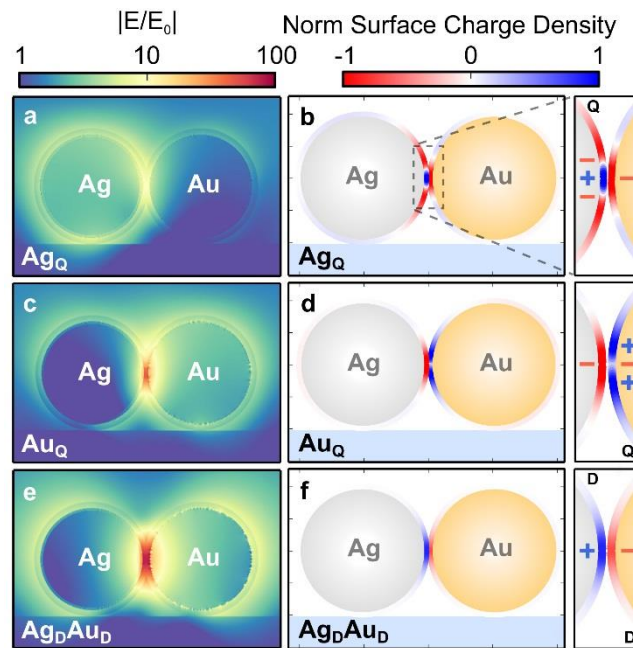 |E/E₀|
Norm Surface Charge Density
1 10 100
-1 0 1
a
Ag Au
Ag_Q
b
Ag Au
Ag_Q
Q
−
+
−
−
c
Ag Au
Au_Q
d
Ag Au
Au_Q
−
+
−
+
Q
e
Ag Au
Ag_DAu_D
f
Ag Au
Ag_DAu_D
D
+
−
D